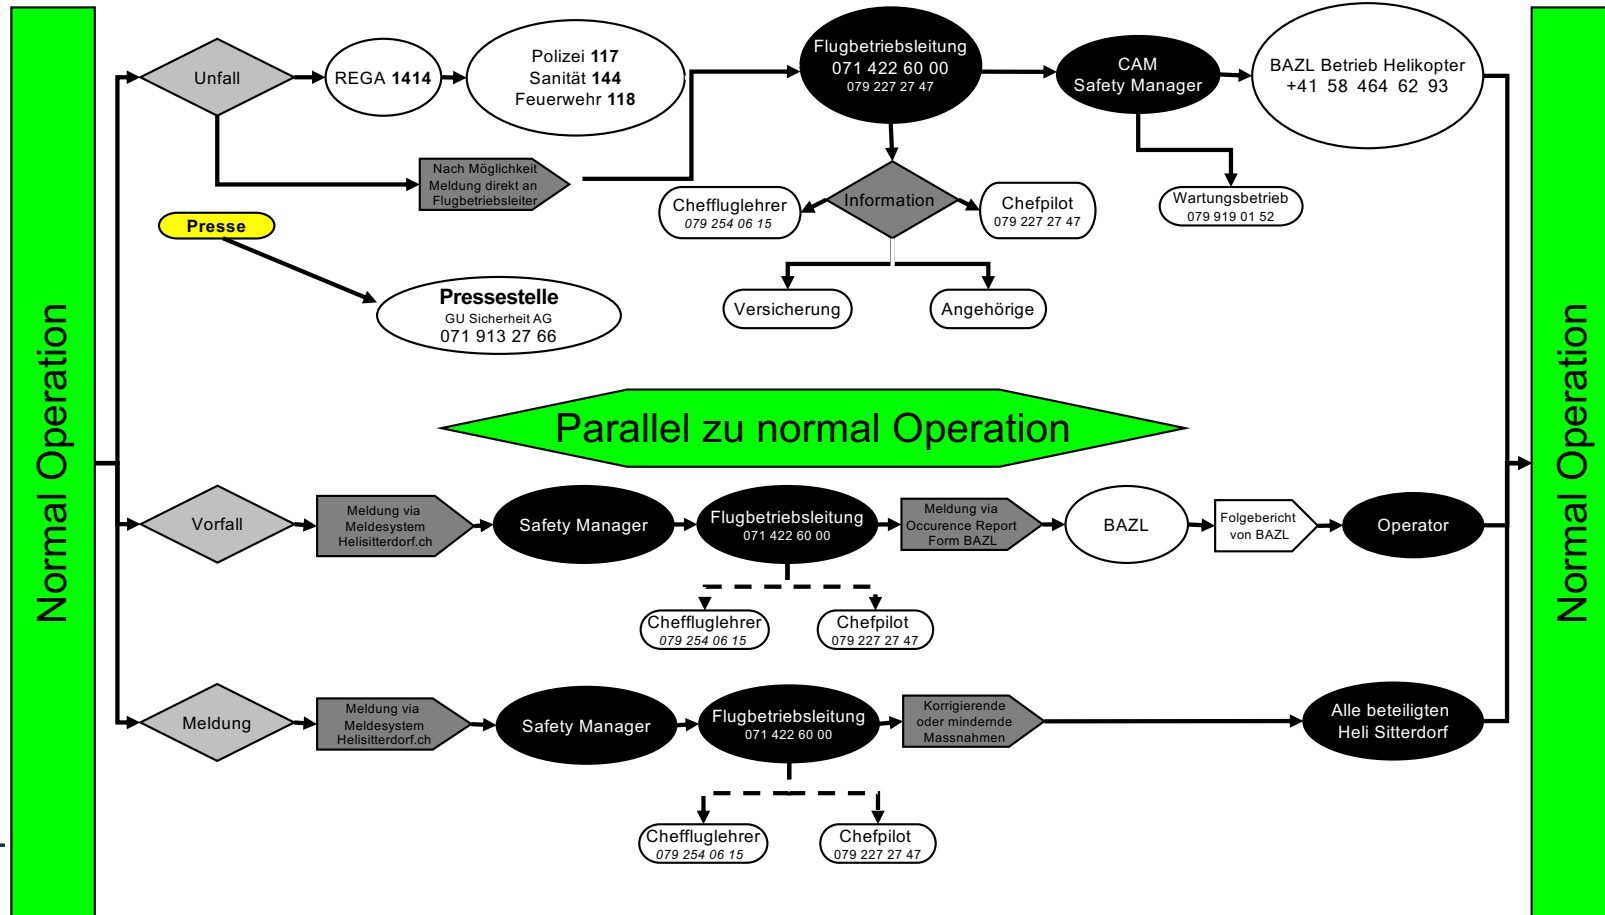 Normal Operation
Unfall
REGA 1414
Polizei 117
Sanität 144
Feuerwehr 118
Flugbetriebsleitung
071 422 60 00
079 227 27 47
CAM
Safety Manager
BAZL Betrieb Helikopter
+41 58 464 62 93
Nach Möglichkeit
Meldung direkt an
Flugbetriebsleiter
Information
Cheffluglehrer
079 254 06 15
Chefpilot
079 227 27 47
Wartungsbetrieb
079 919 01 52
Presse
Pressestelle
GU Sicherheit AG
071 913 27 66
Versicherung
Angehörige
Parallel zu normal Operation
Vorfall
Meldung via
Meldesystem
Helisitterdorf.ch
Safety Manager
Flugbetriebsleitung
071 422 60 00
Meldung via
Occurence Report
Form BAZL
BAZL
Folgebericht
von BAZL
Operator
Cheffluglehrer
079 254 06 15
Chefpilot
079 227 27 47
Meldung
Meldung via
Meldesystem
Helisitterdorf.ch
Safety Manager
Flugbetriebsleitung
071 422 60 00
Korrigierende
oder mindernde
Massnahmen
Alle beteiligten
Heli Sitterdorf
Cheffluglehrer
079 254 06 15
Chefpilot
079 227 27 47
Normal Operation